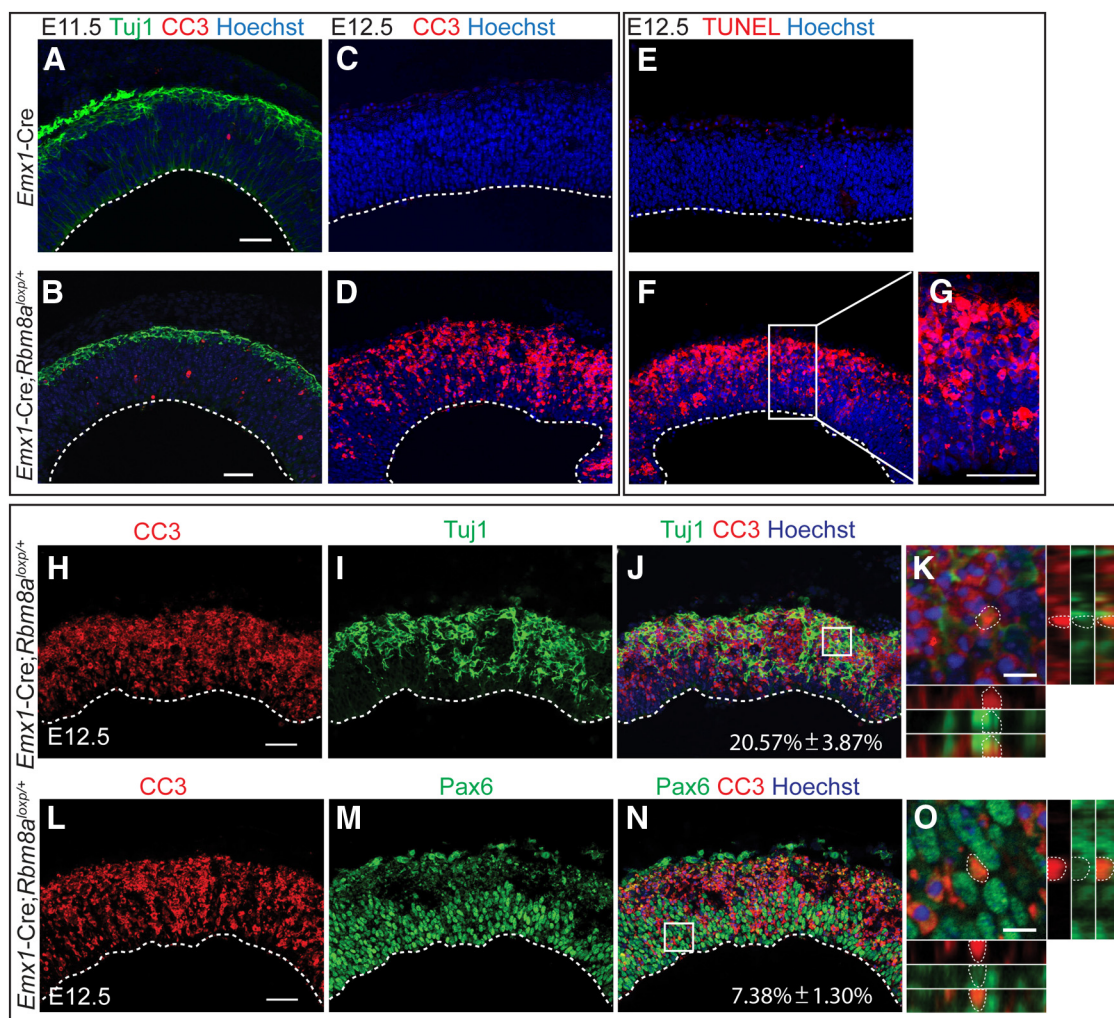 E11.5 Tuj1 CC3 Hoechst
E12.5 CC3 Hoechst
E12.5 TUNEL Hoechst
Emx1-Cre
A
C
E
Emx1-Cre;Rbm8a^loxp/+
B
D
F
G
CC3
Tuj1
Tuj1 CC3 Hoechst
Emx1-Cre;Rbm8a^loxp/+
H
E12.5
I
J
20.57%±3.87%
K
CC3
Pax6
Pax6 CC3 Hoechst
Emx1-Cre;Rbm8a^loxp/+
L
E12.5
M
N
7.38%±1.30%
O